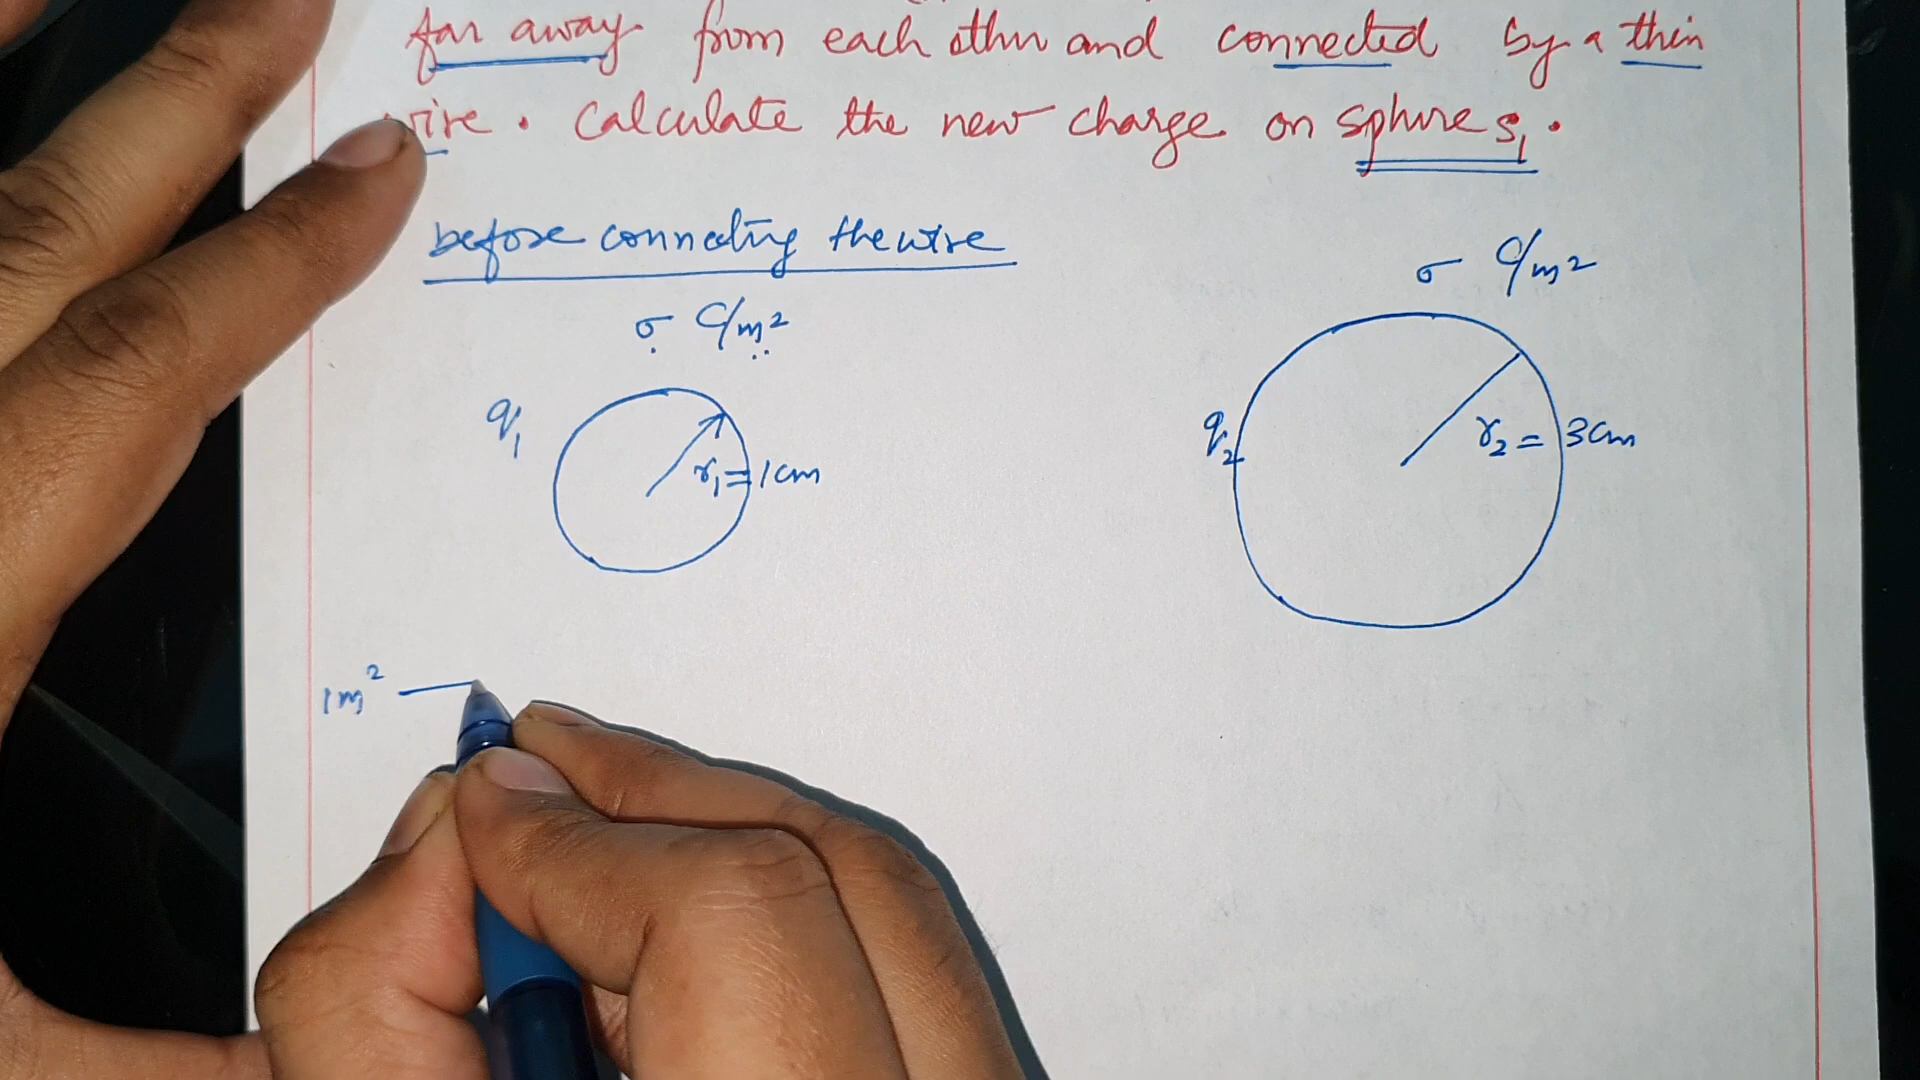 far away from each other and connected by a thin
wire. Calculate the new charge on sphere s₁.
before connecting the wire
σ C/m²
σ C/m²
q₁
r₁ = 1cm
q₂
r₂ = 3cm
1m²